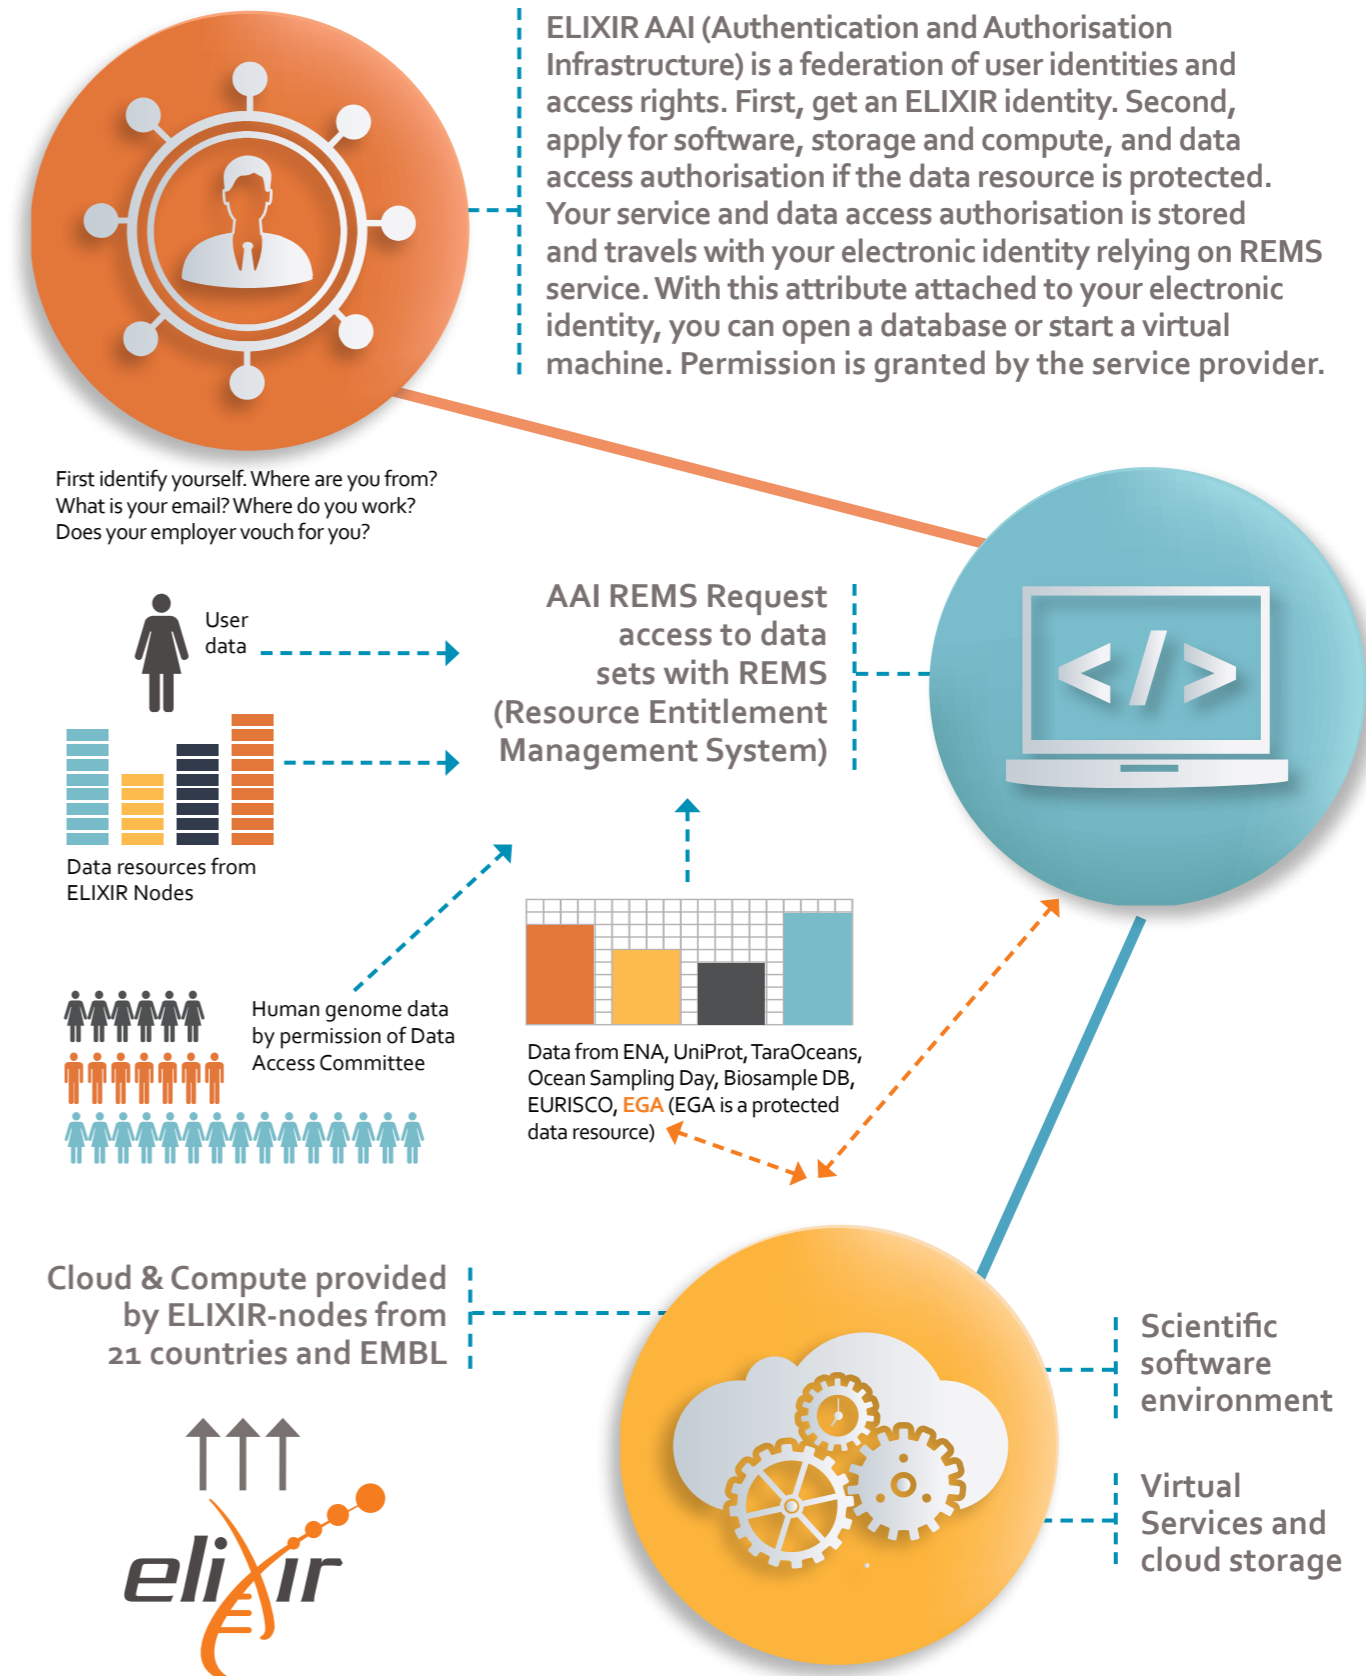 ELIXIR AAI (Authentication and Authorisation
Infrastructure) is a federation of user identities and
access rights. First, get an ELIXIR identity. Second,
apply for software, storage and compute, and data
access authorisation if the data resource is protected.
Your service and data access authorisation is stored
and travels with your electronic identity relying on REMS
service. With this attribute attached to your electronic
identity, you can open a database or start a virtual
machine. Permission is granted by the service provider.
First identify yourself. Where are you from?
What is your email? Where do you work?
Does your employer vouch for you?
User
data
AAI REMS Request
access to data
sets with REMS
(Resource Entitlement
Management System)
</>
Data resources from
ELIXIR Nodes
Human genome data
by permission of Data
Access Committee
Data from ENA, UniProt, TaraOceans,
Ocean Sampling Day, Biosample DB,
EURISCO, EGA (EGA is a protected
data resource)
Cloud & Compute provided
by ELIXIR-nodes from
21 countries and EMBL
Scientific
software
environment
Virtual
Services and
cloud storage
elixir